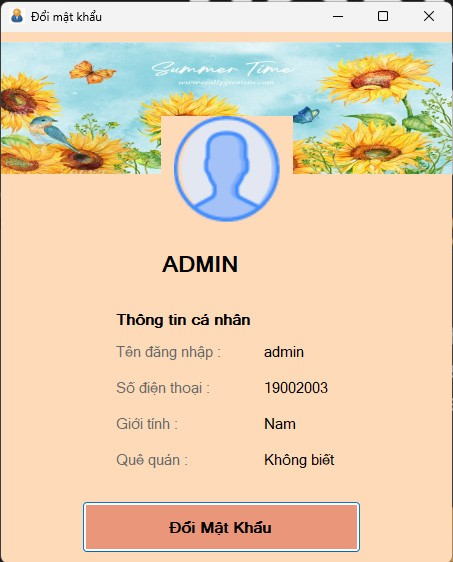 Đổi mật khẩu
Summer Time
ADMIN
Thông tin cá nhân
Tên đăng nhập : admin
Số điện thoại : 19002003
Giới tính : Nam
Quê quán : Không biết
Đổi Mật Khẩu